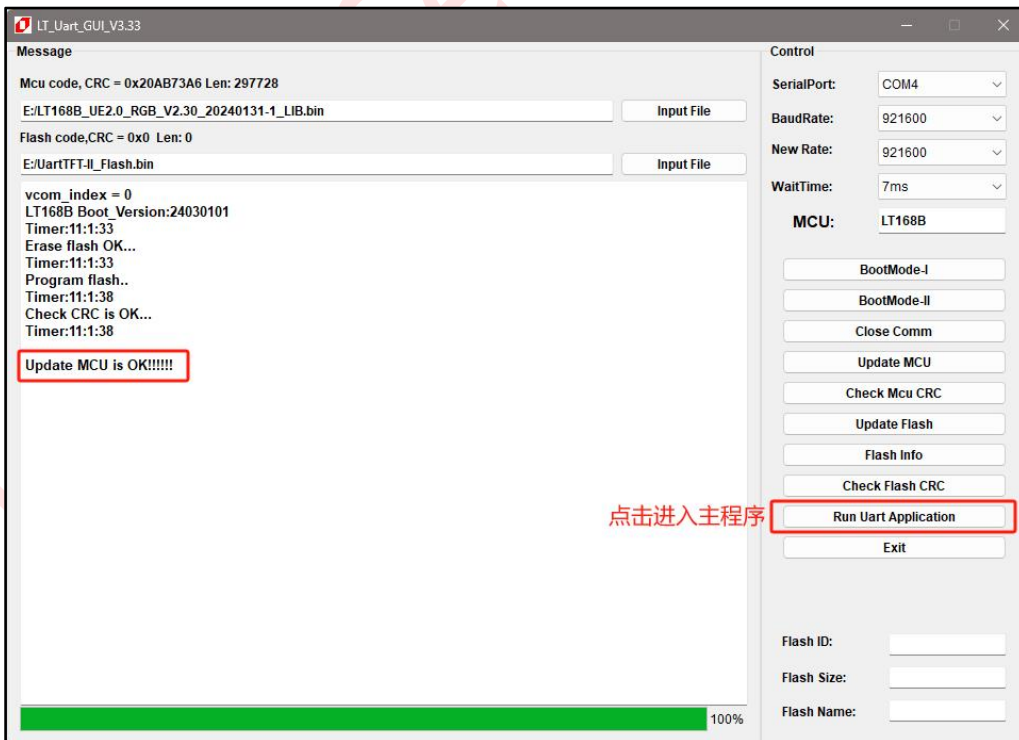 LT_Uart_GUI_V3.33
Message
Mcu code, CRC = 0x20AB73A6 Len: 297728
E:/LT168B_UE2.0_RGB_V2.30_20240131-1_LIB.bin
Input File
Flash code,CRC = 0x0 Len: 0
E:/UartTFT-II_Flash.bin
Input File
vcom_index = 0
LT168B Boot_Version:24030101
Timer:11:1:33
Erase flash OK...
Timer:11:1:33
Program flash..
Timer:11:1:38
Check CRC is OK...
Timer:11:1:38
Update MCU is OK!!!!!!
100%
Control
SerialPort: COM4
BaudRate: 921600
New Rate: 921600
WaitTime: 7ms
MCU: LT168B
BootMode-I
BootMode-II
Close Comm
Update MCU
Check Mcu CRC
Update Flash
Flash Info
Check Flash CRC
点击进入主程序
Run Uart Application
Exit
Flash ID:
Flash Size:
Flash Name: